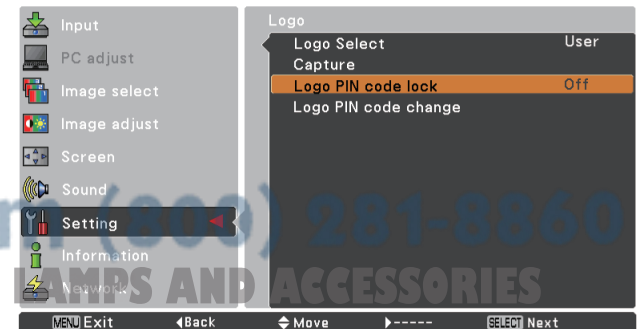 Input
PC adjust
Image select
Image adjust
Screen
Sound
Setting
Information
Network
Logo
Logo Select User
Capture
Logo PIN code lock Off
Logo PIN code change
m (803) 281-8860
LAMPS AND ACCESSORIES
MENU Exit ◀Back Move ▶----- SELECT Next